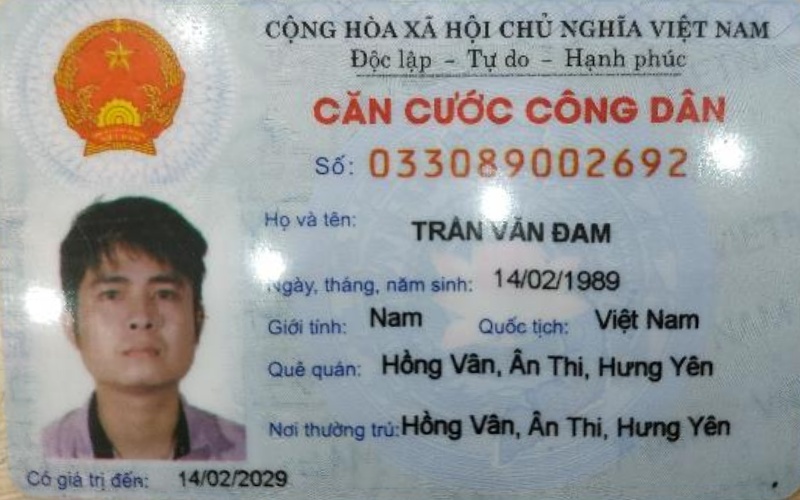 CỘNG HÒA XÃ HỘI CHỦ NGHĨA VIỆT NAM
Độc lập - Tự do - Hạnh phúc
CĂN CƯỚC CÔNG DÂN
Số: 033089002692
Họ và tên: TRẦN VĂN ĐAM
Ngày, tháng, năm sinh: 14/02/1989
Giới tính: Nam Quốc tịch: Việt Nam
Quê quán: Hồng Vân, Ân Thi, Hưng Yên
Nơi thường trú: Hồng Vân, Ân Thi, Hưng Yên
Có giá trị đến: 14/02/2029